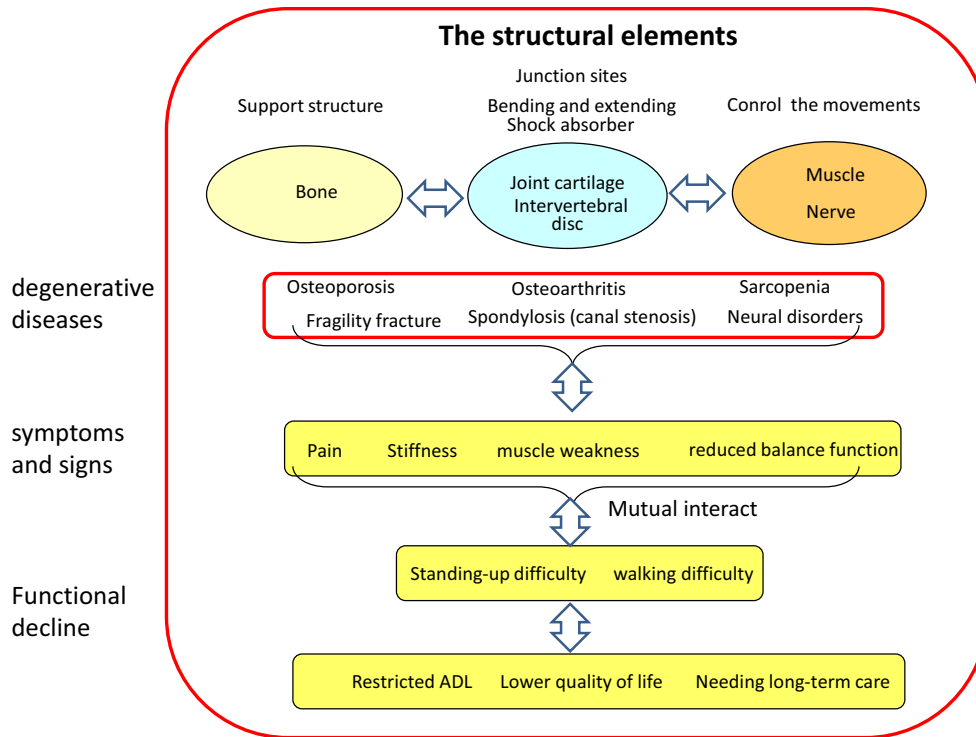 The structural elements
Junction sites
Support structure
Bending and extending
Shock absorber
Conrol the movements
Bone
Joint cartilage
Intervertebral
disc
Muscle
Nerve
degenerative
diseases
Osteoporosis
Osteoarthritis
Sarcopenia
Fragility fracture
Spondylosis (canal stenosis)
Neural disorders
symptoms
and signs
Pain
Stiffness
muscle weakness
reduced balance function
Mutual interact
Functional
decline
Standing-up difficulty
walking difficulty
Restricted ADL
Lower quality of life
Needing long-term care